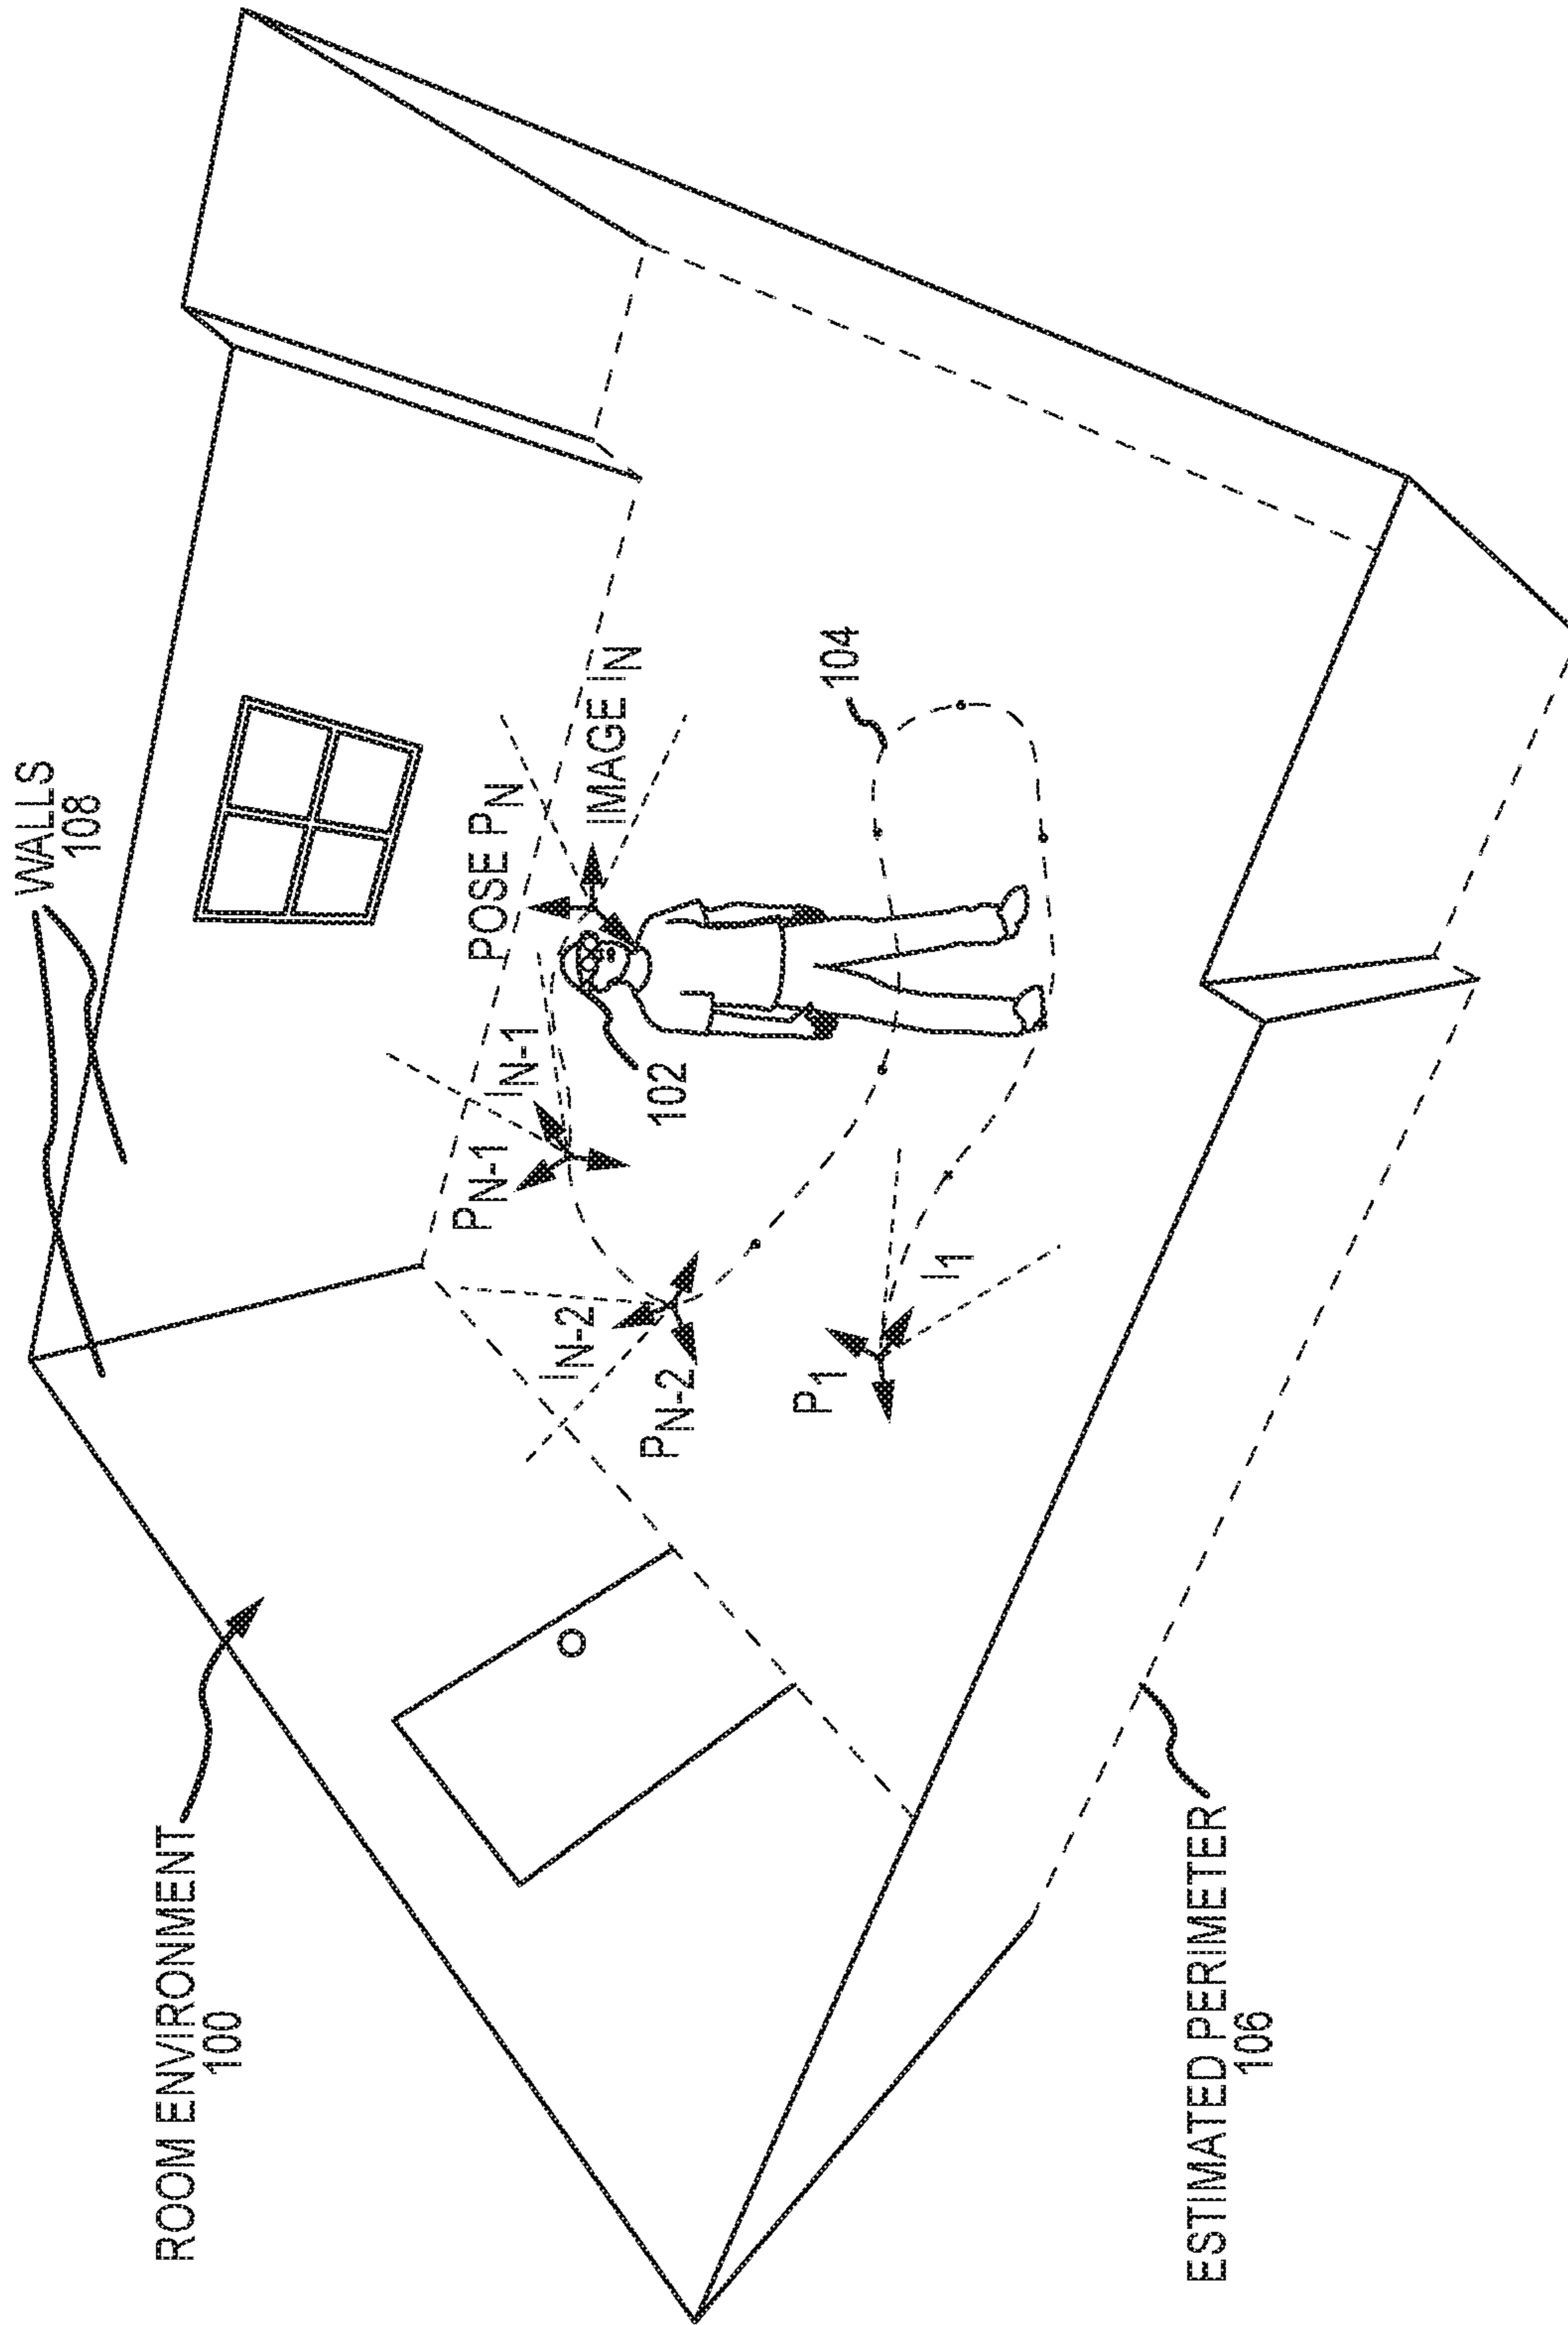 WALLS
108
ROOM ENVIRONMENT
100
POSE PN
IMAGE IN
PN-1
IN-1
102
104
IN-2
PN-2
P1
I1
ESTIMATED PERIMETER
106